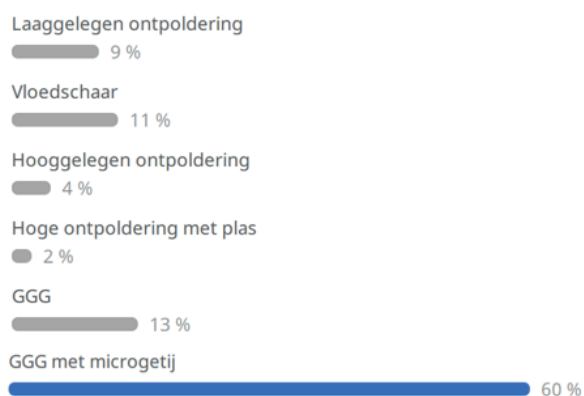 Laaggelegen ontpoldering
9 %
Vloedschaar
11 %
Hooggelegen ontpoldering
4 %
Hoge ontpoldering met plas
2 %
GGG
13 %
GGG met microgetij
60 %